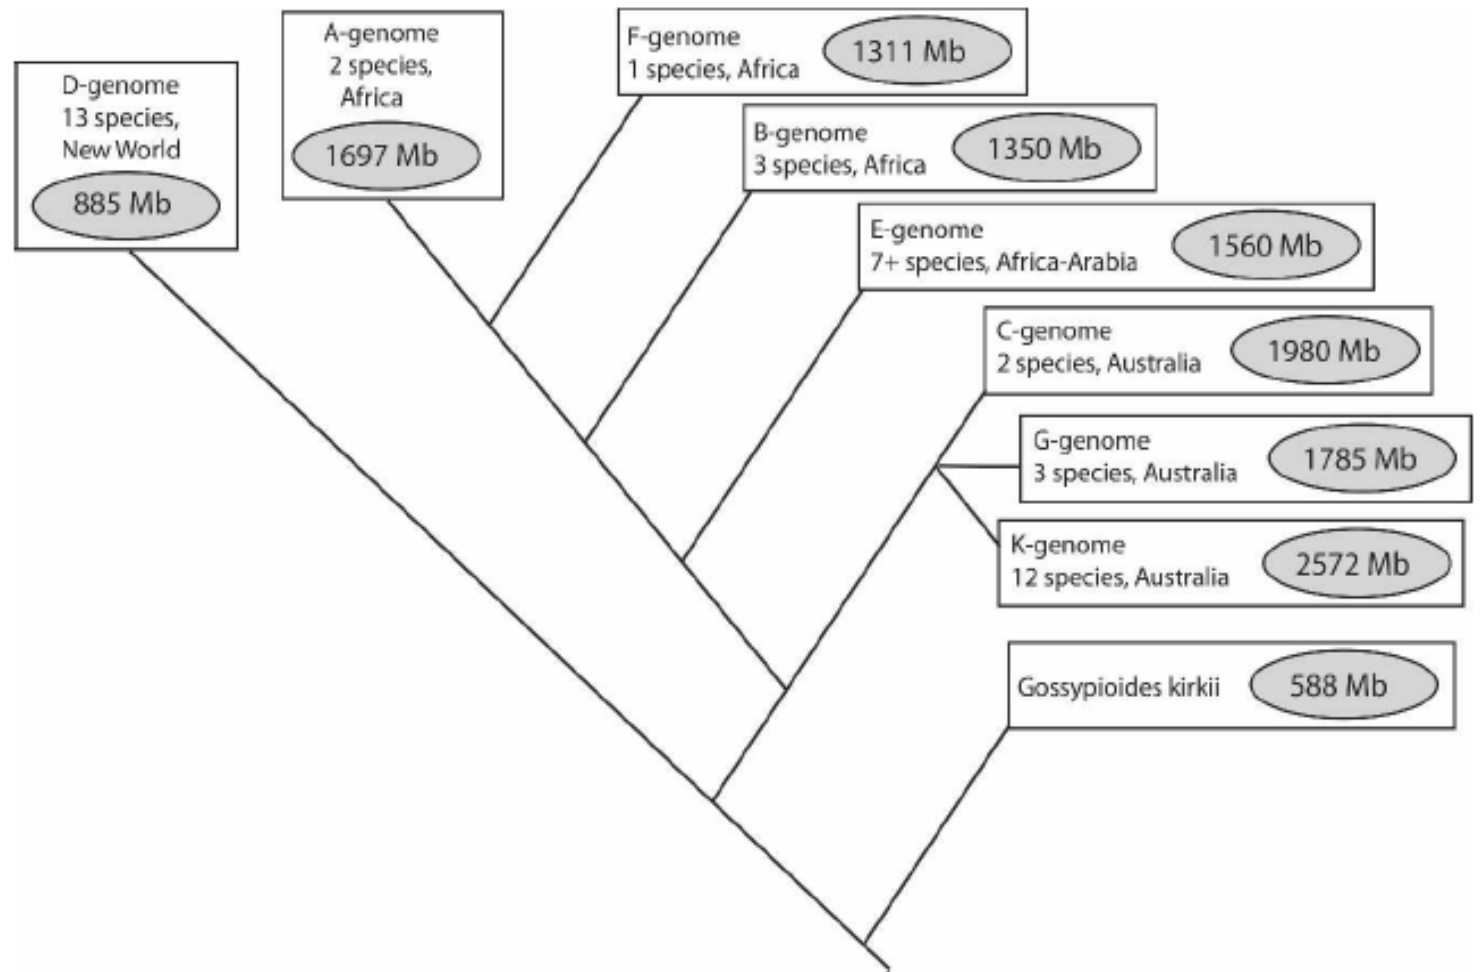 D-genome
13 species,
New World
885 Mb
A-genome
2 species,
Africa
1697 Mb
F-genome
1 species, Africa
1311 Mb
B-genome
3 species, Africa
1350 Mb
E-genome
7+ species, Africa-Arabia
1560 Mb
C-genome
2 species, Australia
1980 Mb
G-genome
3 species, Australia
1785 Mb
K-genome
12 species, Australia
2572 Mb
Gossypioides kirkii
588 Mb